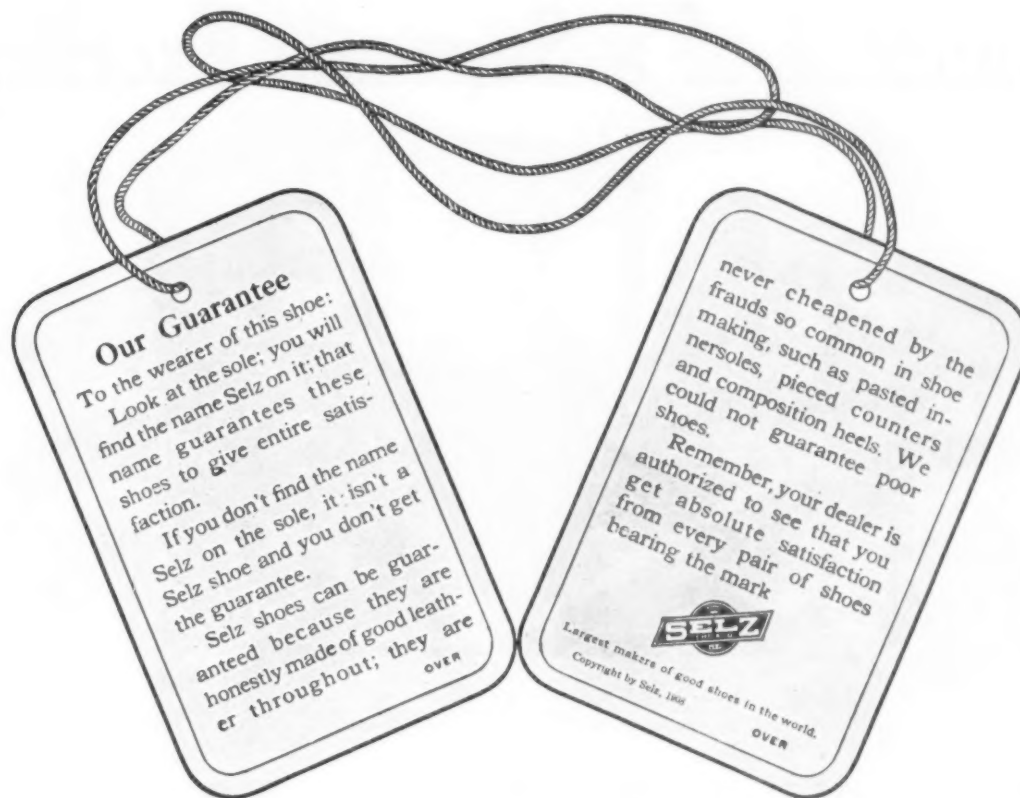 Our Guarantee
To the wearer of this shoe:
Look at the sole; you will
find the name Selz on it; that
name guarantees these
shoes to give entire satis-
faction.
If you don't find the name
Selz on the sole, it isn't a
Selz shoe and you don't get
the guarantee.
Selz shoes can be guar-
anteed because they are
honestly made of good leath-
er throughout; they are
OVER
never cheapened by the
frauds so common in shoe
making, such as pasted in-
nersoles, pieced counters
and composition heels. We
could not guarantee poor
shoes.
Remember, your dealer is
authorized to see that you
get absolute satisfaction
from every pair of shoes
bearing the mark
SELZ
Largest makers of good shoes in the world.
Copyright by Selz,
OVER